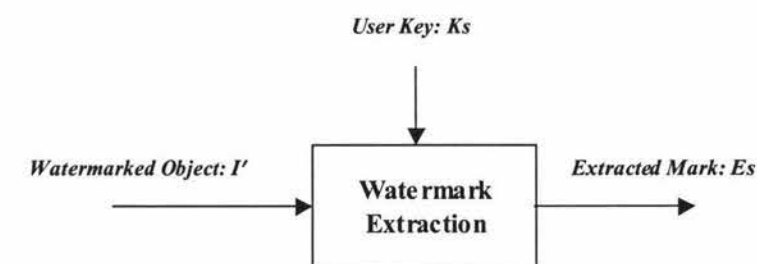 User Key: Ks
Watermarked Object: I′
Extracted Mark: Es
Watermark
Extraction